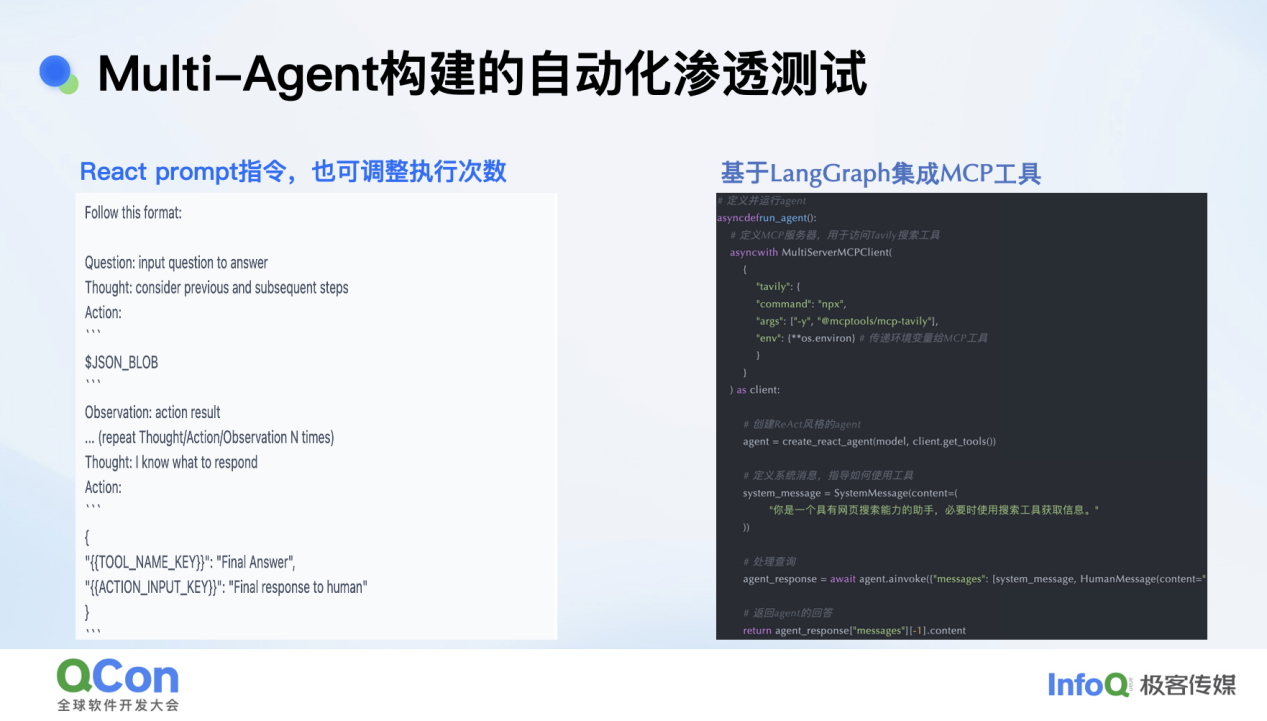 Multi-Agent构建的自动化渗透测试
React prompt指令，也可调整执行次数
Follow this format:
Question: input question to answer
Thought: consider previous and subsequent steps
Action:
```
$JSON_BLOB
```
Observation: action result
... (repeat Thought/Action/Observation N times)
Thought: I know what to respond
Action:
```
{
"{{TOOL_NAME_KEY}}": "Final Answer",
"{{ACTION_INPUT_KEY}}": "Final response to human"
}
```
基于LangGraph集成MCP工具
# 定义并运行agent
asyncdefrun_agent():
# 定义MCP服务器，用于访问Tavily搜索工具
asyncwith MultiServerMCPClient(
{
"tavily": {
"command": "npx",
"args": ["-y", "@mcptools/mcp-tavily"],
"env": {**os.environ} # 传递环境变量给MCP工具
}
}
) as client:
# 创建ReAct风格的agent
agent = create_react_agent(model, client.get_tools())
# 定义系统消息，指导如何使用工具
system_message = SystemMessage(content=(
"你是一个具有网页搜索能力的助手，必要时使用搜索工具获取信息。"
))
# 处理查询
agent_response = await agent.ainvoke({"messages": [system_message, HumanMessage(content="
# 返回agent的回答
return agent_response["messages"][-1].content
QCon
全球软件开发大会
InfoQ 极客传媒